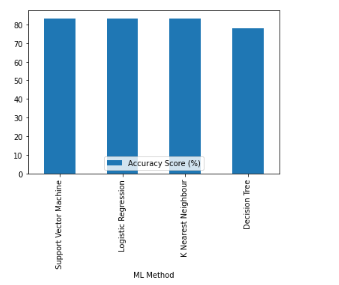 80
70
60
50
40
30
20
10
0
Accuracy Score (%)
Support Vector Machine
Logistic Regression
K Nearest Neighbour
Decision Tree
ML Method